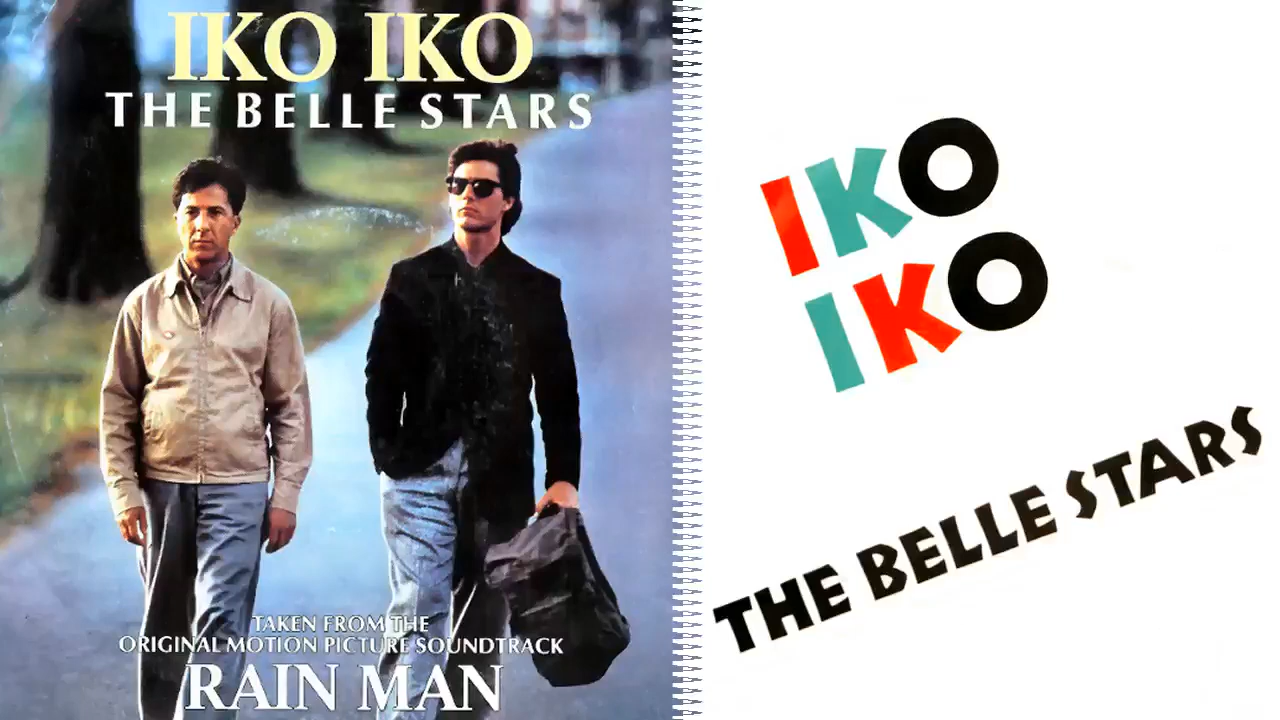 IKO IKO
THE BELLE STARS
TAKEN FROM THE
ORIGINAL MOTION PICTURE SOUNDTRACK
RAIN MAN
IKO
IKO
THE BELLE STARS